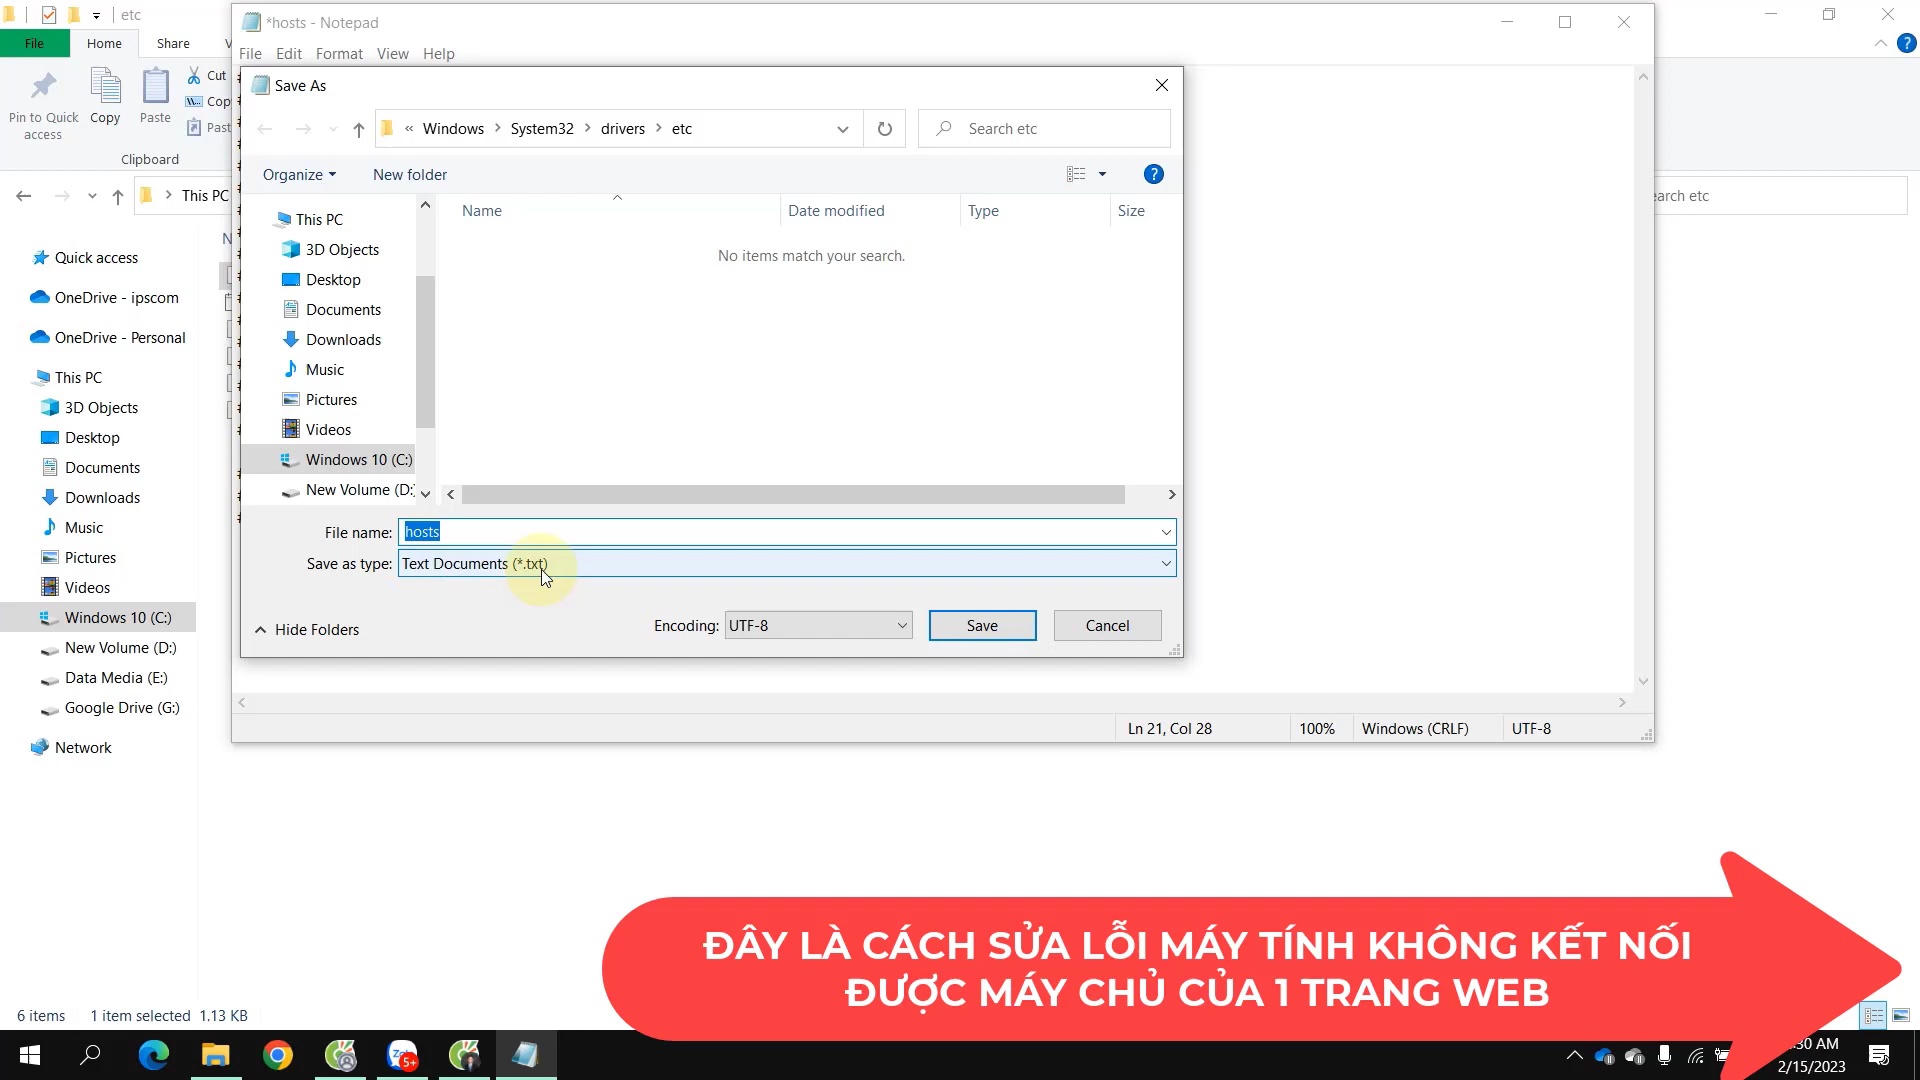 etc
*hosts - Notepad
File Edit Format View Help
File Home Share
Pin to Quick access
Copy
Paste
Cut
Clipboard
Save As
« Windows > System32 > drivers > etc
Search etc
Organize
New folder
Name
Date modified
Type
Size
No items match your search.
This PC
3D Objects
Desktop
Documents
Downloads
Music
Pictures
Videos
Windows 10 (C:)
New Volume (D:
File name: hosts
Save as type: Text Documents (*.txt)
Hide Folders
Encoding: UTF-8
Save
Cancel
Ln 21, Col 28
100%
Windows (CRLF)
UTF-8
This PC
etc
Quick access
OneDrive - ipscom
OneDrive - Personal
This PC
3D Objects
Desktop
Documents
Downloads
Music
Pictures
Videos
Windows 10 (C:)
New Volume (D:)
Data Media (E:)
Google Drive (G:)
Network
6 items 1 item selected 1.13 KB
ĐÂY LÀ CÁCH SỬA LỖI MÁY TÍNH KHÔNG KẾT NỐI
ĐƯỢC MÁY CHỦ CỦA 1 TRANG WEB
5+
:30 AM
2/15/2023